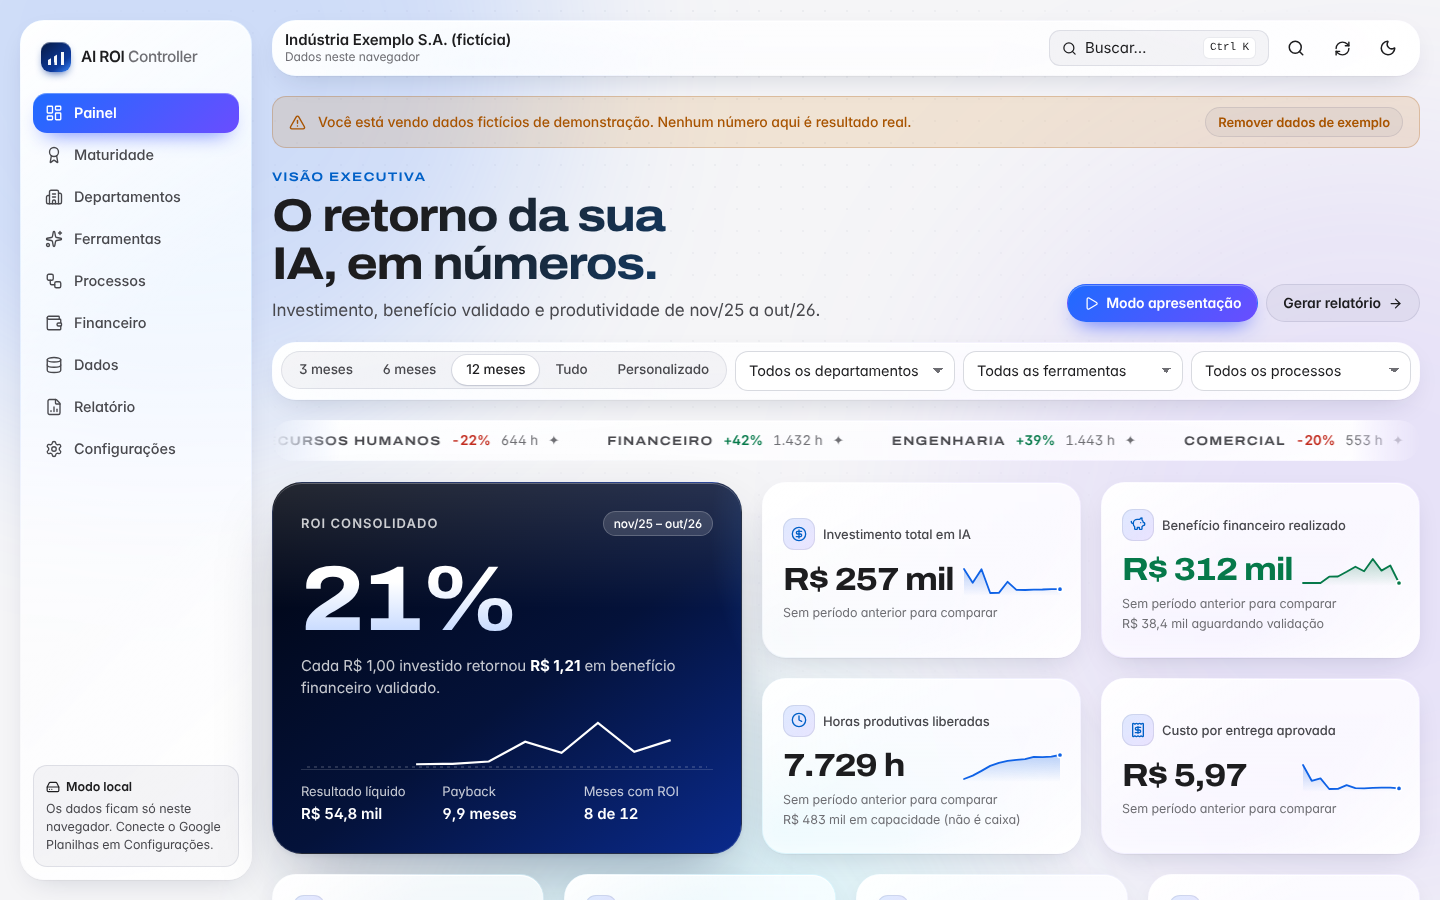 AI ROI Controller
Painel
Maturidade
Departamentos
Ferramentas
Processos
Financeiro
Dados
Relatório
Configurações
Modo local
Os dados ficam só neste
navegador. Conecte o Google
Planilhas em Configurações.
Indústria Exemplo S.A. (fictícia)
Dados neste navegador
Buscar...
Ctrl K
Você está vendo dados fictícios de demonstração. Nenhum número aqui é resultado real.
Remover dados de exemplo
VISÃO EXECUTIVA
O retorno da sua
IA, em números.
Investimento, benefício validado e produtividade de nov/25 a out/26.
Modo apresentação
Gerar relatório
3 meses
6 meses
12 meses
Tudo
Personalizado
Todos os departamentos
Todas as ferramentas
Todos os processos
CURSOS HUMANOS -22% 644 h
FINANCEIRO +42% 1.432 h
ENGENHARIA +39% 1.443 h
COMERCIAL -20% 553 h
ROI CONSOLIDADO
nov/25 – out/26
21%
Cada R$ 1,00 investido retornou R$ 1,21 em benefício
financeiro validado.
Resultado líquido
R$ 54,8 mil
Payback
9,9 meses
Meses com ROI
8 de 12
Investimento total em IA
R$ 257 mil
Sem período anterior para comparar
Benefício financeiro realizado
R$ 312 mil
Sem período anterior para comparar
R$ 38,4 mil aguardando validação
Horas produtivas liberadas
7.729 h
Sem período anterior para comparar
R$ 483 mil em capacidade (não é caixa)
Custo por entrega aprovada
R$ 5,97
Sem período anterior para comparar